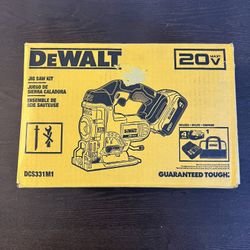 DEWALT
20V
MAX*
JIG SAW KIT
JUEGO DE
SIERRA CALADORA
ENSEMBLE DE
SCIE SAUTEUSE
DCS331M1
GUARANTEED TOUGH